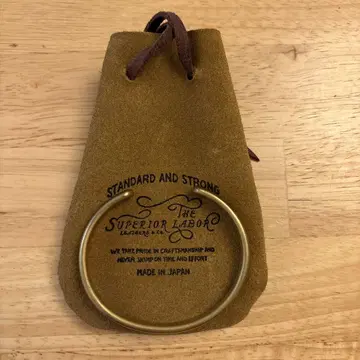 STANDARD AND STRONG
THE
SUPERIOR LABOR
WE TAKE PRIDE IN CRAFTSMANSHIP AND
NEVER SKIMP ON TIME AND EFFORT
MADE IN JAPAN